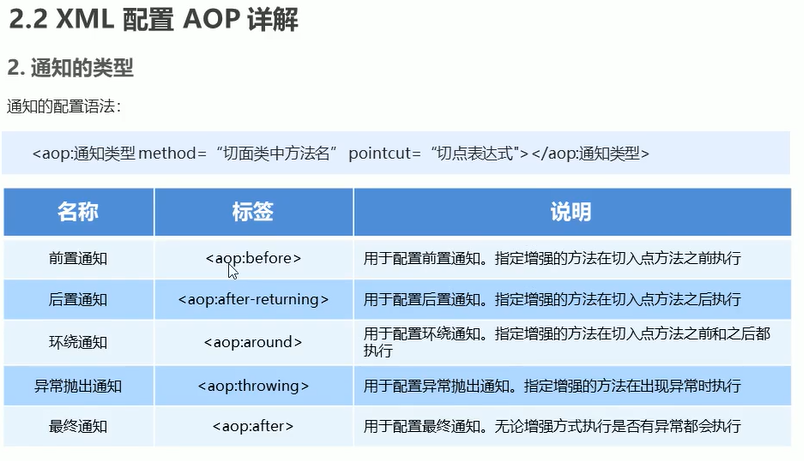 2.2 XML 配置 AOP 详解
2. 通知的类型
通知的配置语法：
<aop:通知类型 method=“切面类中方法名” pointcut=“切点表达式"></aop:通知类型>
名称 标签 说明
前置通知 <aop:before> 用于配置前置通知。指定增强的方法在切入点方法之前执行
后置通知 <aop:after-returning> 用于配置后置通知。指定增强的方法在切入点方法之后执行
环绕通知 <aop:around> 用于配置环绕通知。指定增强的方法在切入点方法之前和之后都
执行
异常抛出通知 <aop:throwing> 用于配置异常抛出通知。指定增强的方法在出现异常时执行
最终通知 <aop:after> 用于配置最终通知。无论增强方式执行是否有异常都会执行